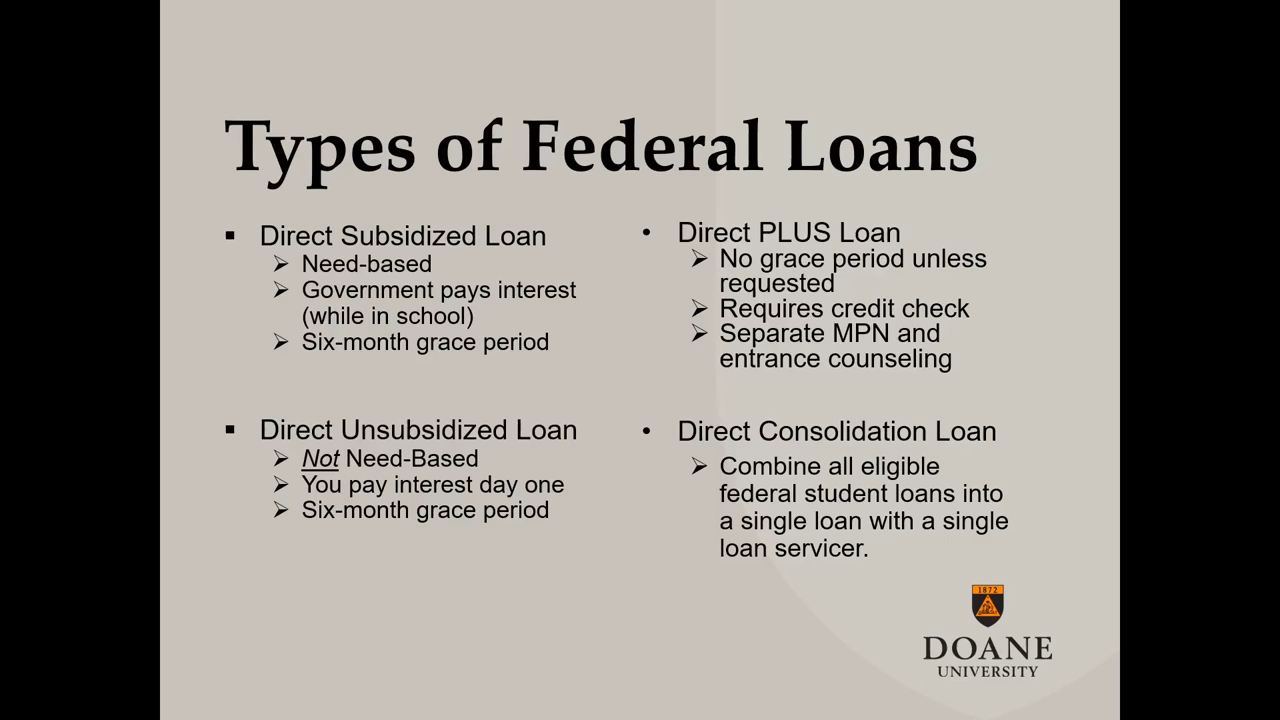 Types of Federal Loans
▪ Direct Subsidized Loan
➢ Need-based
➢ Government pays interest
(while in school)
➢ Six-month grace period
▪ Direct Unsubsidized Loan
➢ Not Need-Based
➢ You pay interest day one
➢ Six-month grace period
• Direct PLUS Loan
➢ No grace period unless
requested
➢ Requires credit check
➢ Separate MPN and
entrance counseling
• Direct Consolidation Loan
➢ Combine all eligible
federal student loans into
a single loan with a single
loan servicer.
1872
DOANE
UNIVERSITY